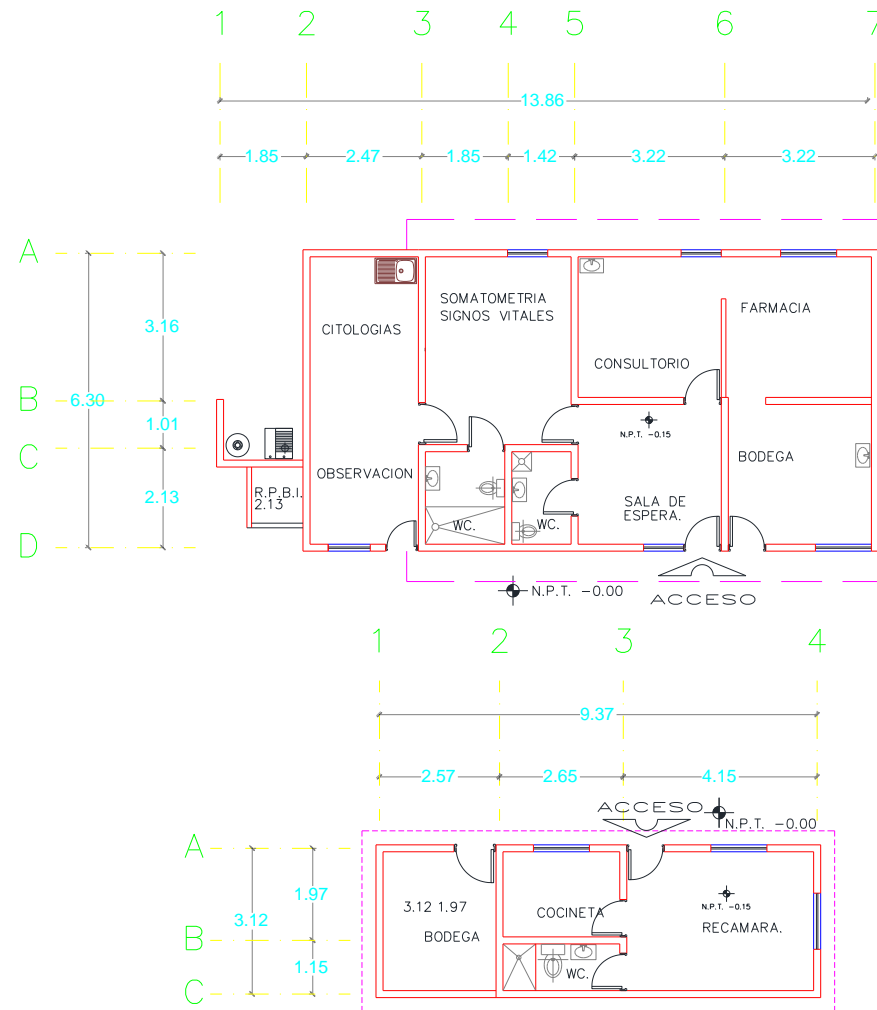 1 2 3 4 5 6 7
13.86
1.85 2.47 1.85 1.42 3.22 3.22
A
B
C
D
6.30
3.16
1.01
2.13
SOMATOMETRIA
SIGNOS VITALES
CITOLOGIAS
FARMACIA
CONSULTORIO
N.P.T. -0.15
BODEGA
OBSERVACION
R.P.B.I.
2.13
SALA DE
ESPERA.
WC.
WC.
N.P.T. -0.00
ACCESO
1 2 3 4
9.37
2.57 2.65 4.15
ACCESO
N.P.T. -0.00
A
B
C
3.12
1.97
1.15
3.12 1.97
BODEGA
COCINETA
N.P.T. -0.15
RECAMARA.
WC.